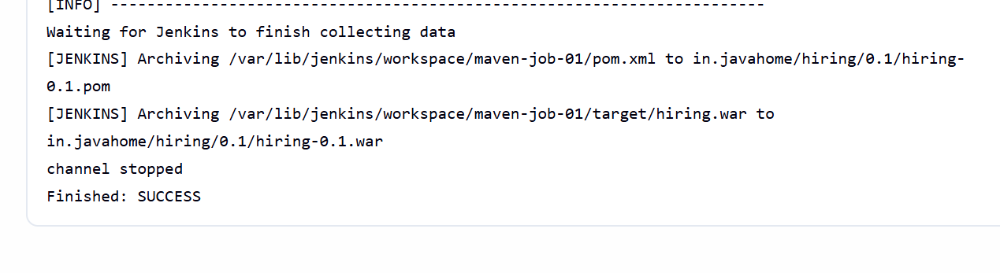 [INFO] ------------------------------------------------------------------------
Waiting for Jenkins to finish collecting data
[JENKINS] Archiving /var/lib/jenkins/workspace/maven-job-01/pom.xml to in.javahome/hiring/0.1/hiring-
0.1.pom
[JENKINS] Archiving /var/lib/jenkins/workspace/maven-job-01/target/hiring.war to
in.javahome/hiring/0.1/hiring-0.1.war
channel stopped
Finished: SUCCESS